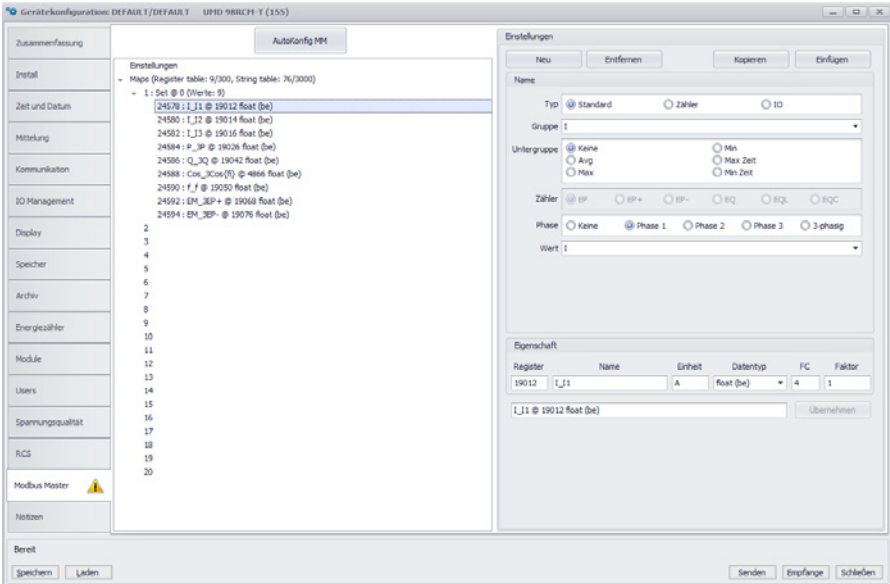 Gerätekonfiguration: DEFAULT/DEFAULT UMD 98RCM-T (155)
Zusammenfassung
Install
Zeit und Datum
Mittelung
Kommunikation
IO Management
Display
Speicher
Archiv
Energiezähler
Module
Users
Spannungsqualität
RCS
Modbus Master
Notizen
AutoKonfig MM
Einstellungen
Maps (Register table: 9/300, String table: 76/3000)
1 : Set @ 0 (Werte: 9)
24578 : I_I1 @ 19012 float (be)
24580 : I_I2 @ 19014 float (be)
24582 : I_I3 @ 19016 float (be)
24584 : P_3P @ 19026 float (be)
24586 : Q_3Q @ 19042 float (be)
24588 : Cos_3Cos(fi) @ 4866 float (be)
24590 : f_f @ 19050 float (be)
24592 : EM_3EP+ @ 19068 float (be)
24594 : EM_3EP- @ 19076 float (be)
2
3
4
5
6
7
8
9
10
11
12
13
14
15
16
17
18
19
20
Einstellungen
Neu Entfernen Kopieren Einfügen
Name
Typ Standard Zähler IO
Gruppe I
Untergruppe Keine Min
Avg Max Zeit
Max Min Zeit
Zähler EP EP+ EP- EQ EQL EQC
Phase Keine Phase 1 Phase 2 Phase 3 3-phasig
Wert I
Eigenschaft
Register Name Einheit Datentyp FC Faktor
19012 I_I1 A float (be) 4 1
I_I1 @ 19012 float (be) Übernehmen
Bereit
Speichern Laden Senden Empfange Schließen